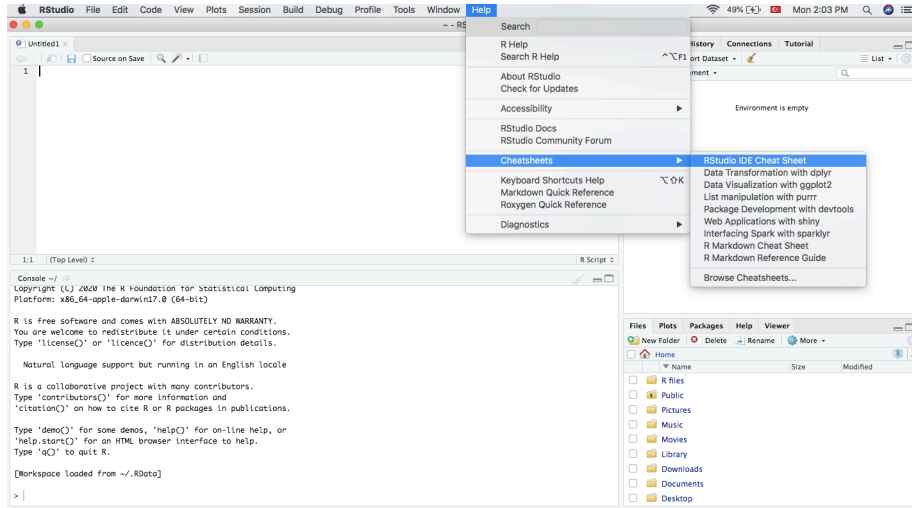 RStudio File Edit Code View Plots Session Build Debug Profile Tools Window Help 49% Mon 2:03 PM
~ - RS
Search
Untitled1
R Help
Search R Help ^⌥F1
About RStudio
Check for Updates
Accessibility
RStudio Docs
RStudio Community Forum
Cheatsheets
Keyboard Shortcuts Help ⌥⇧K
Markdown Quick Reference
Roxygen Quick Reference
Diagnostics
RStudio IDE Cheat Sheet
Data Transformation with dplyr
Data Visualization with ggplot2
List manipulation with purrr
Package Development with devtools
Web Applications with shiny
Interfacing Spark with sparklyr
R Markdown Cheat Sheet
R Markdown Reference Guide
Browse Cheatsheets...
History Connections Tutorial
ort Dataset List
nment
Environment is empty
Source on Save
1
1:1 (Top Level) R Script
Console ~/
Copyright (C) 2020 The R Foundation for Statistical Computing
Platform: x86_64-apple-darwin17.0 (64-bit)
R is free software and comes with ABSOLUTELY NO WARRANTY.
You are welcome to redistribute it under certain conditions.
Type 'license()' or 'licence()' for distribution details.
Natural language support but running in an English locale
R is a collaborative project with many contributors.
Type 'contributors()' for more information and
'citation()' on how to cite R or R packages in publications.
Type 'demo()' for some demos, 'help()' for on-line help, or
'help.start()' for an HTML browser interface to help.
Type 'q()' to quit R.
[Workspace loaded from ~/.RData]
>
Files Plots Packages Help Viewer
New Folder Delete Rename More
Home
Name Size Modified
R files
Public
Pictures
Music
Movies
Library
Downloads
Documents
Desktop